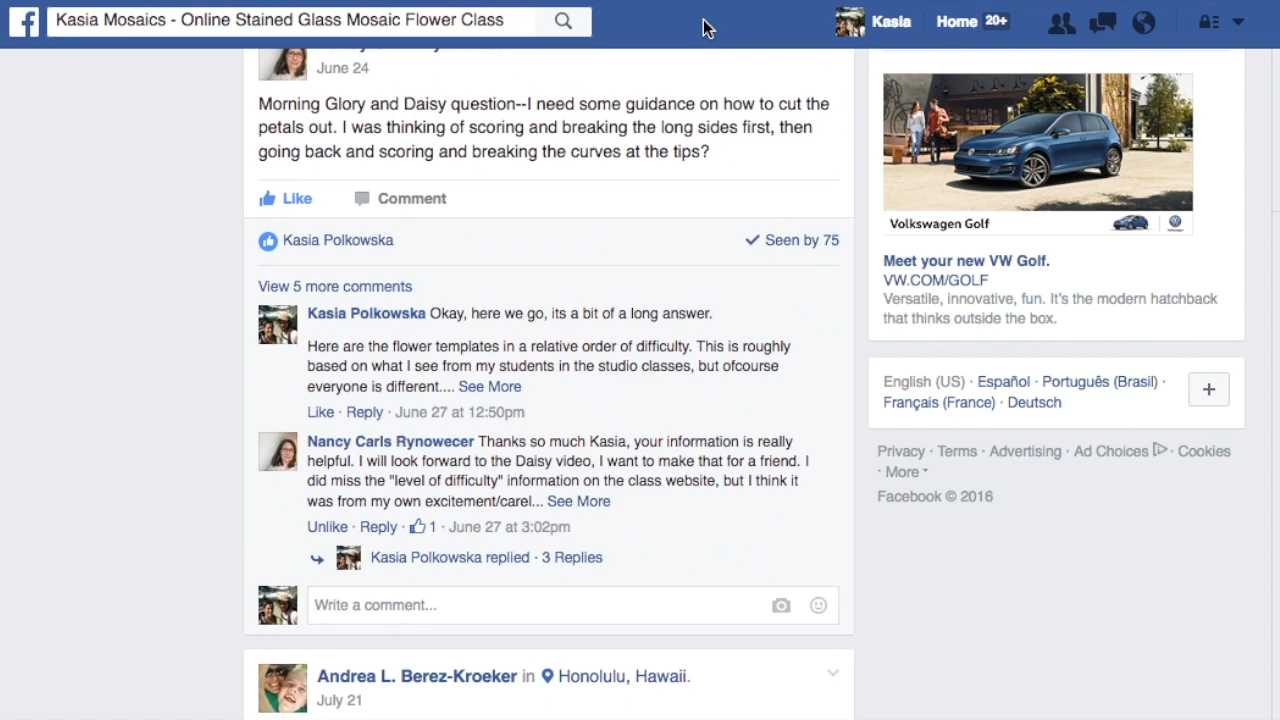 Kasia Mosaics - Online Stained Glass Mosaic Flower Class
Kasia
Home 20+
June 24
Morning Glory and Daisy question--I need some guidance on how to cut the
petals out. I was thinking of scoring and breaking the long sides first, then
going back and scoring and breaking the curves at the tips?
Like Comment
Kasia Polkowska
Seen by 75
View 5 more comments
Kasia Polkowska Okay, here we go, its a bit of a long answer.
Here are the flower templates in a relative order of difficulty. This is roughly
based on what I see from my students in the studio classes, but ofcourse
everyone is different.... See More
Like · Reply · June 27 at 12:50pm
Nancy Carls Rynowecer Thanks so much Kasia, your information is really
helpful. I will look forward to the Daisy video, I want to make that for a friend. I
did miss the "level of difficulty" information on the class website, but I think it
was from my own excitement/carel... See More
Unlike · Reply · 1 · June 27 at 3:02pm
Kasia Polkowska replied · 3 Replies
Write a comment...
Andrea L. Berez-Kroeker in Honolulu, Hawaii.
July 21
Volkswagen Golf
Meet your new VW Golf.
VW.COM/GOLF
Versatile, innovative, fun. It's the modern hatchback
that thinks outside the box.
English (US) · Español · Português (Brasil) ·
Français (France) · Deutsch
Privacy · Terms · Advertising · Ad Choices · Cookies
· More
Facebook © 2016